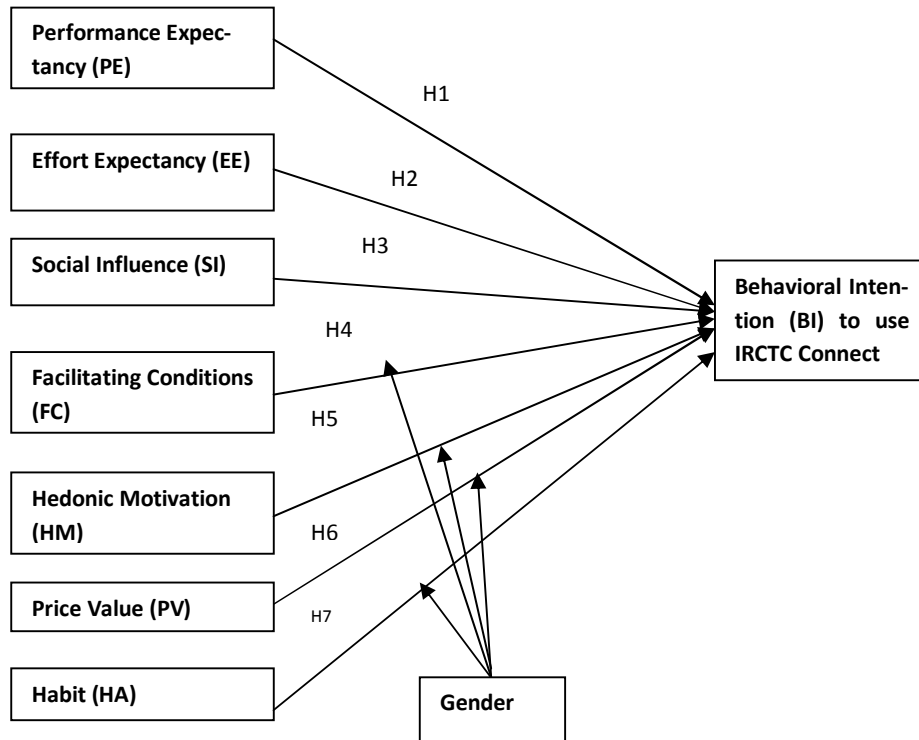 Performance Expec-
tancy (PE)
H1
Effort Expectancy (EE)
H2
H3
Social Influence (SI)
Behavioral Inten-
tion (BI) to use
IRCTC Connect
H4
Facilitating Conditions
(FC)
H5
Hedonic Motivation
(HM)
H6
Price Value (PV)
H7
Habit (HA)
Gender